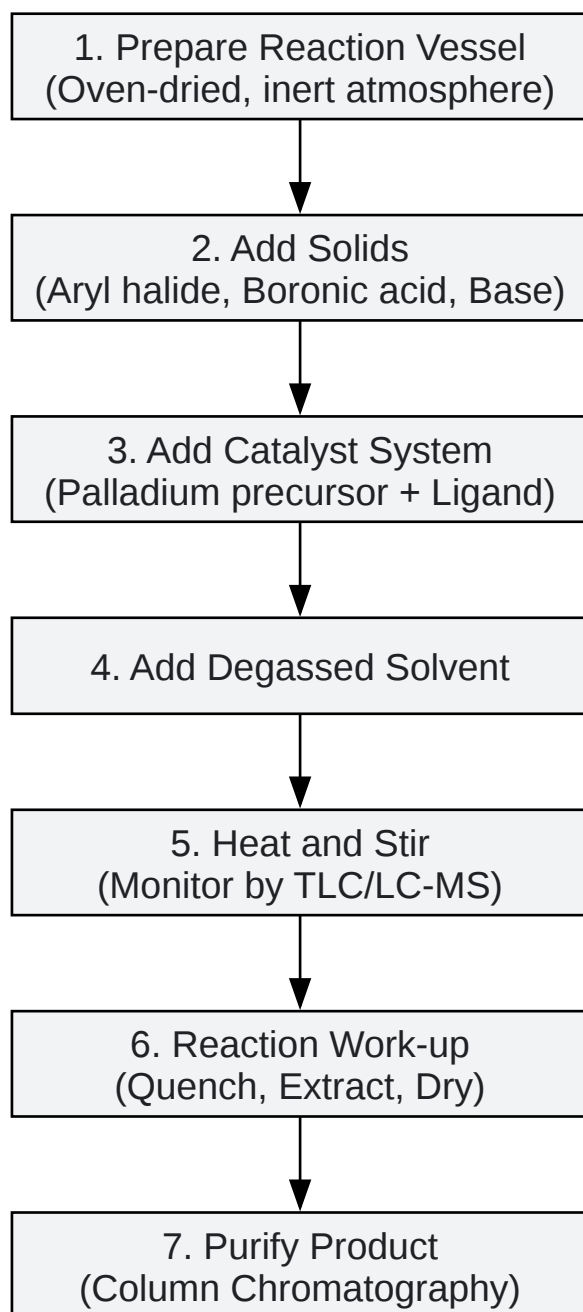 1. Prepare Reaction Vessel
(Oven-dried, inert atmosphere)
2. Add Solids
(Aryl halide, Boronic acid, Base)
3. Add Catalyst System
(Palladium precursor + Ligand)
4. Add Degassed Solvent
5. Heat and Stir
(Monitor by TLC/LC-MS)
6. Reaction Work-up
(Quench, Extract, Dry)
7. Purify Product
(Column Chromatography)